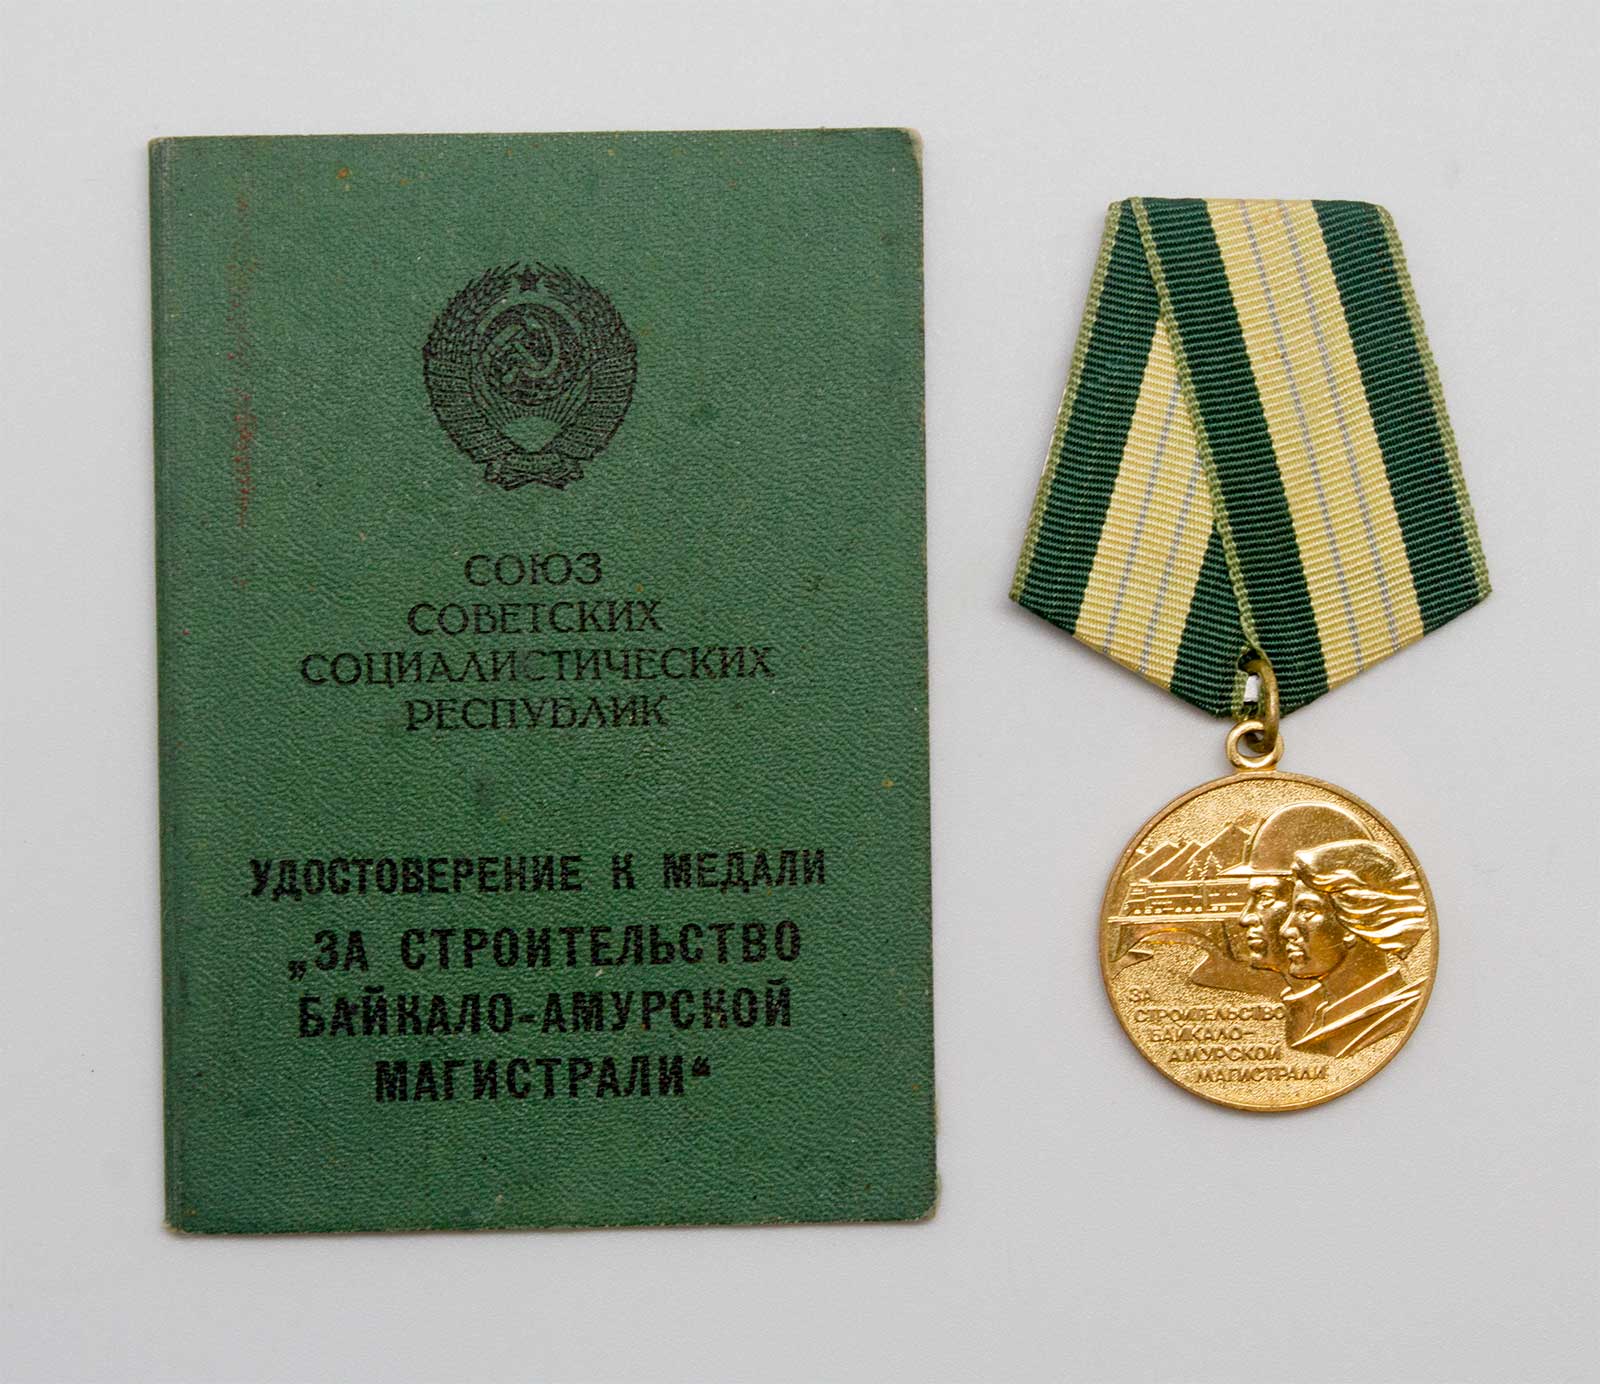 СОЮЗ
СОВЕТСКИХ
СОЦИАЛИСТИЧЕСКИХ
РЕСПУБЛИК
УДОСТОВЕРЕНИЕ К МЕДАЛИ
„ЗА СТРОИТЕЛЬСТВО
БАЙКАЛО-АМУРСКОЙ
МАГИСТРАЛИ“
ЗА
СТРОИТЕЛЬСТВО
БАЙКАЛО-
АМУРСКОЙ
МАГИСТРАЛИ